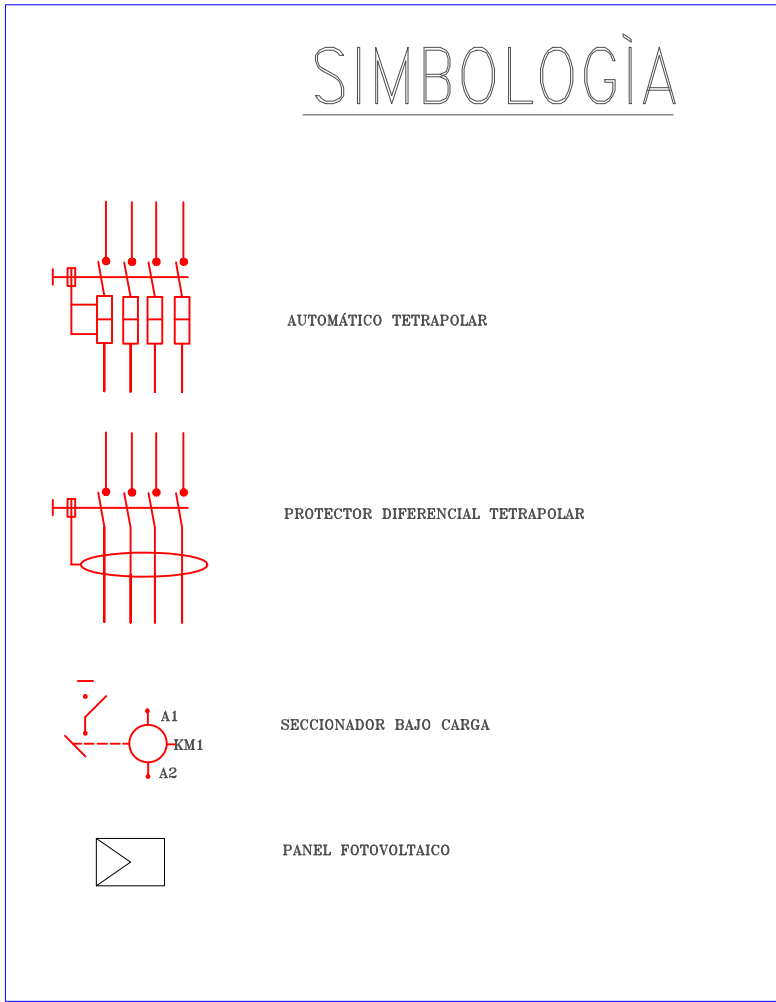 SIMBOLOGÌA
AUTOMÁTICO TETRAPOLAR
PROTECTOR DIFERENCIAL TETRAPOLAR
A1
SECCIONADOR BAJO CARGA
KM1
A2
PANEL FOTOVOLTAICO